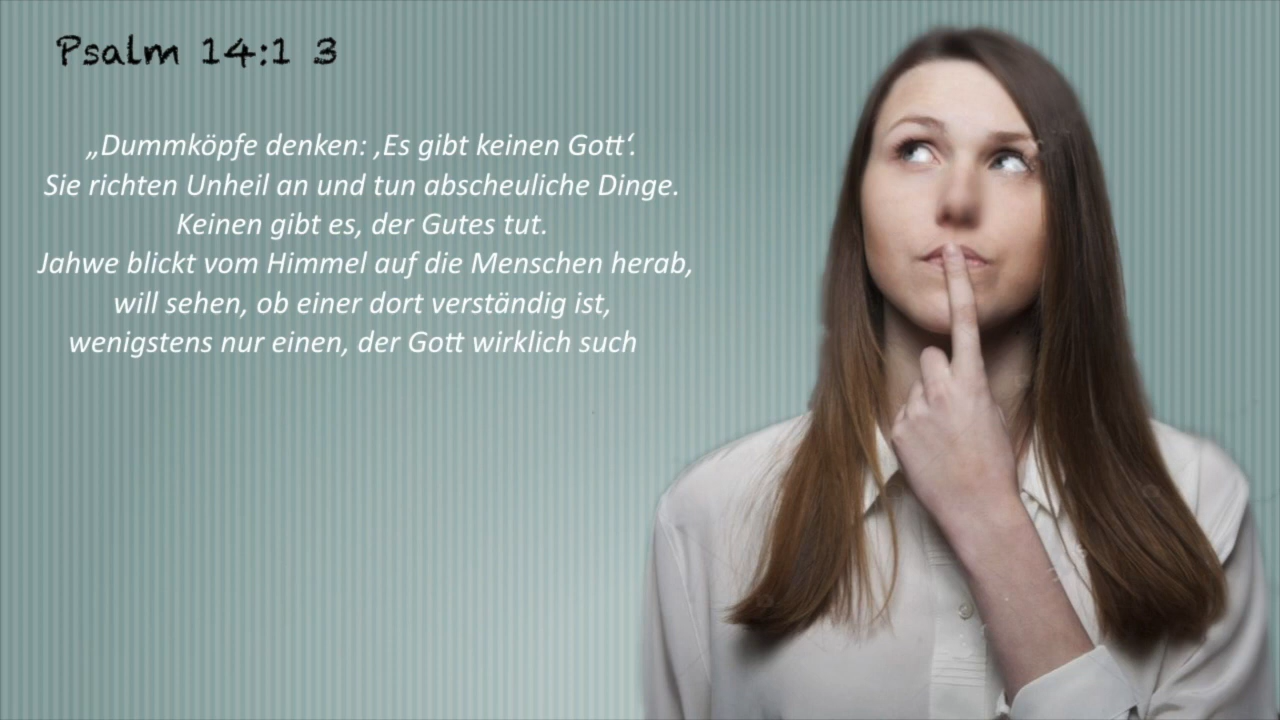 Psalm 14:1 3
„Dummköpfe denken: ‚Es gibt keinen Gott‘.
Sie richten Unheil an und tun abscheuliche Dinge.
Keinen gibt es, der Gutes tut.
Jahwe blickt vom Himmel auf die Menschen herab,
will sehen, ob einer dort verständig ist,
wenigstens nur einen, der Gott wirklich such